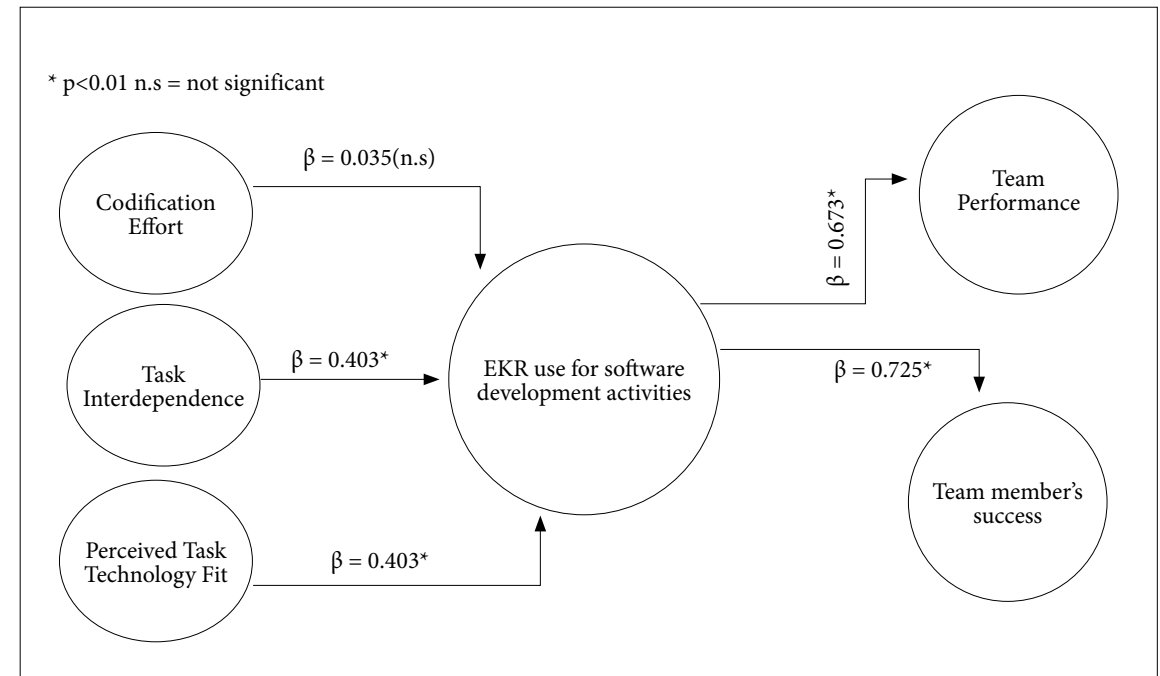 * p<0.01 n.s = not significant
β = 0.035(n.s)
Codification
Effort
β = 0.403*
Task
Interdependence
β = 0.403*
Perceived Task
Technology Fit
EKR use for software
development activities
β = 0.673*
Team
Performance
β = 0.725*
Team member’s
success